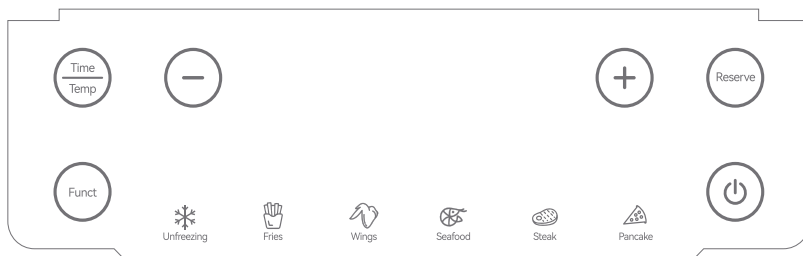 Time
Temp
Reserve
Funct
Unfreezing
Fries
Wings
Seafood
Steak
Pancake